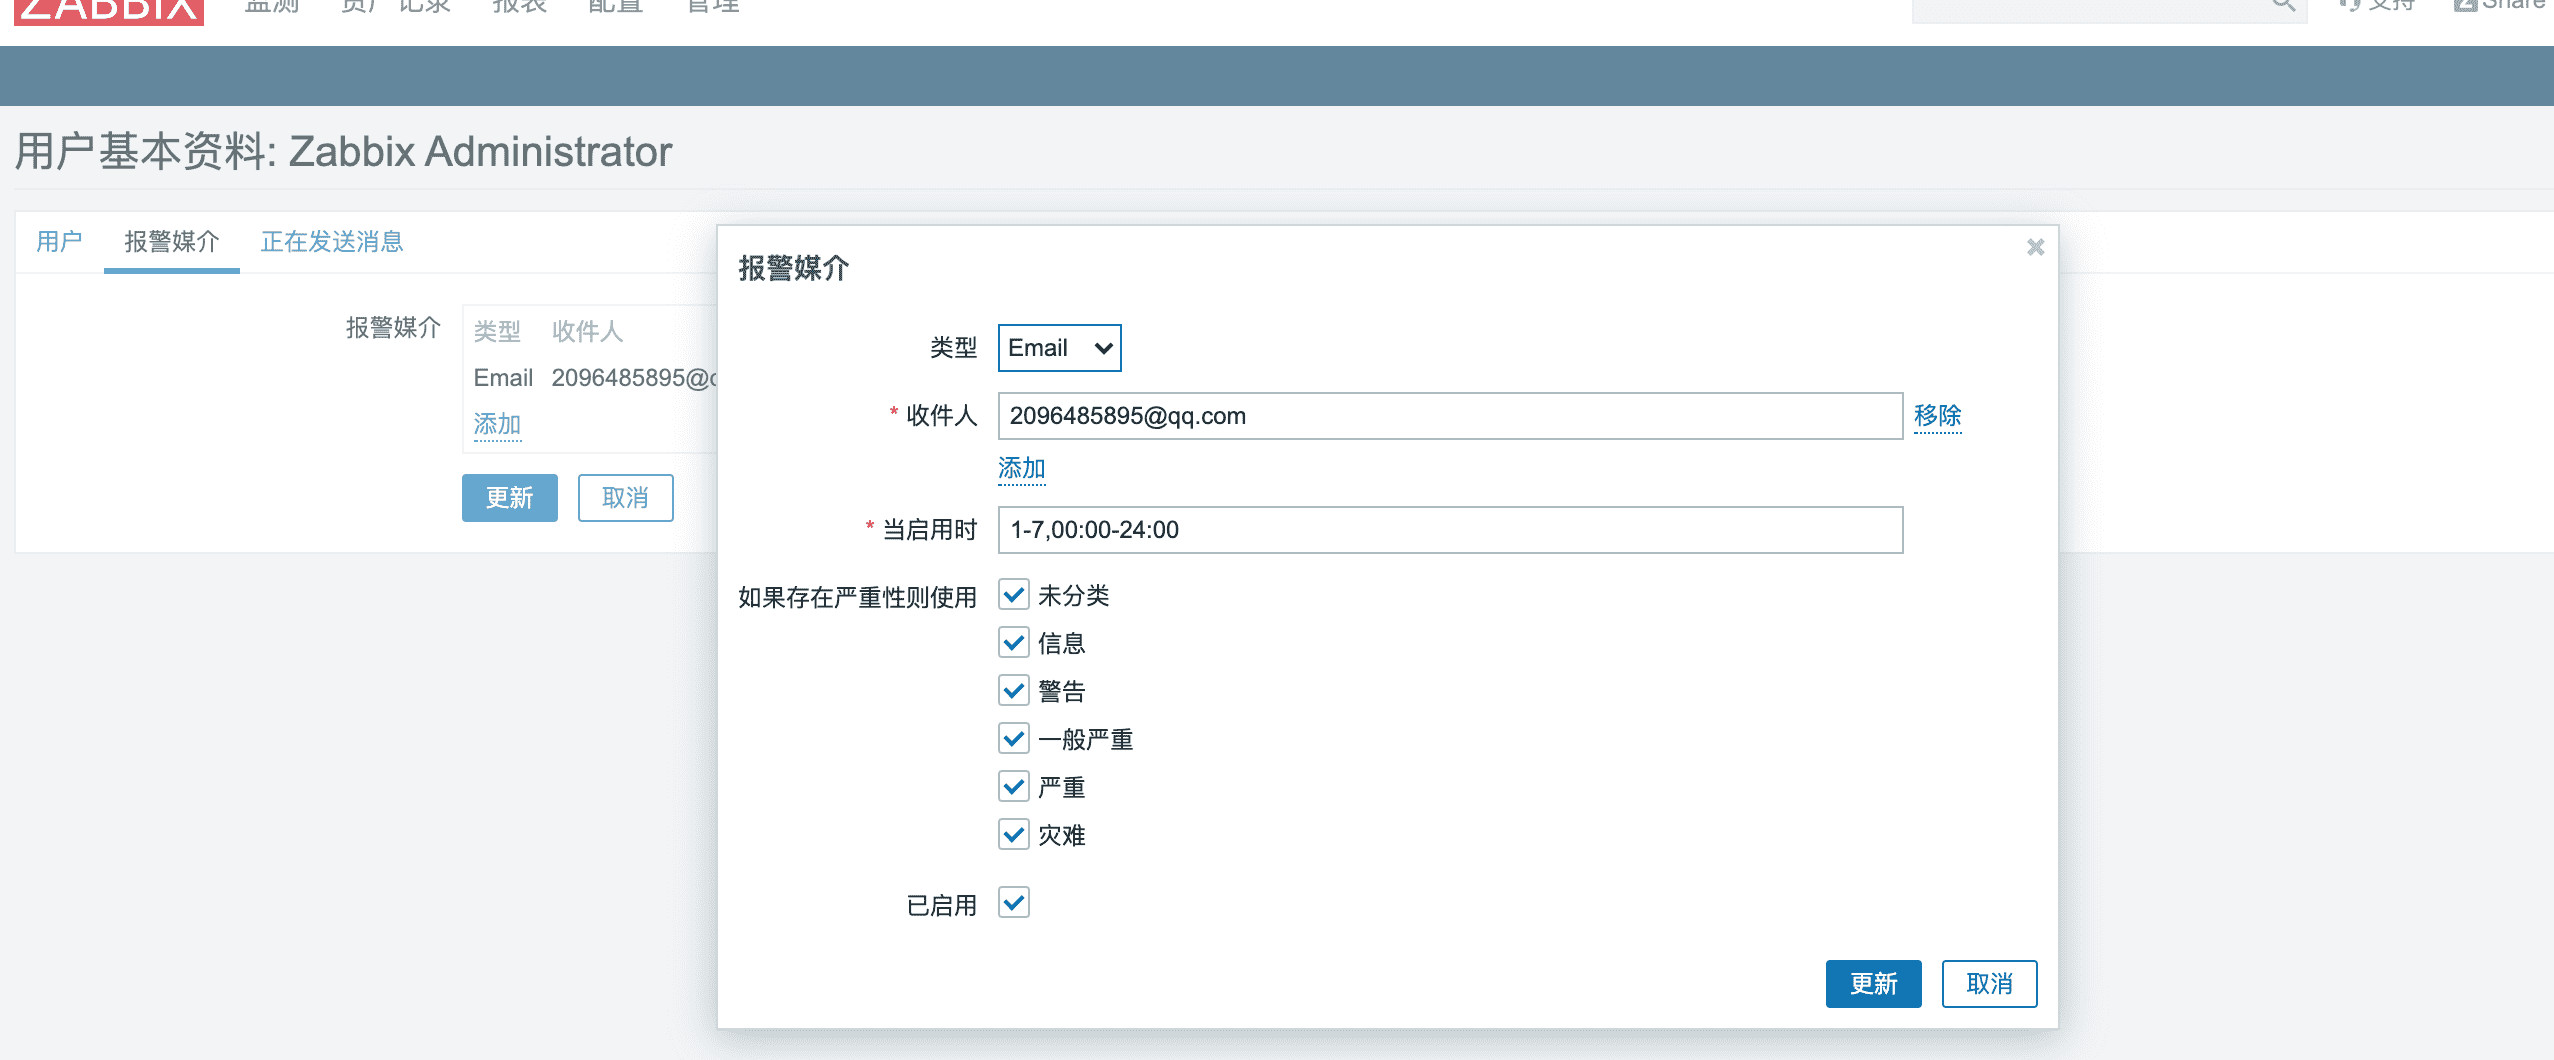 ZABBIX 监测 资产记录 报表 配置 管理 支持 Share
用户基本资料: Zabbix Administrator
用户 报警媒介 正在发送消息
报警媒介 类型 收件人
Email 2096485895@
添加
更新 取消
报警媒介
类型 Email
* 收件人 2096485895@qq.com 移除
添加
* 当启用时 1-7,00:00-24:00
如果存在严重性则使用 未分类
信息
警告
一般严重
严重
灾难
已启用
更新 取消